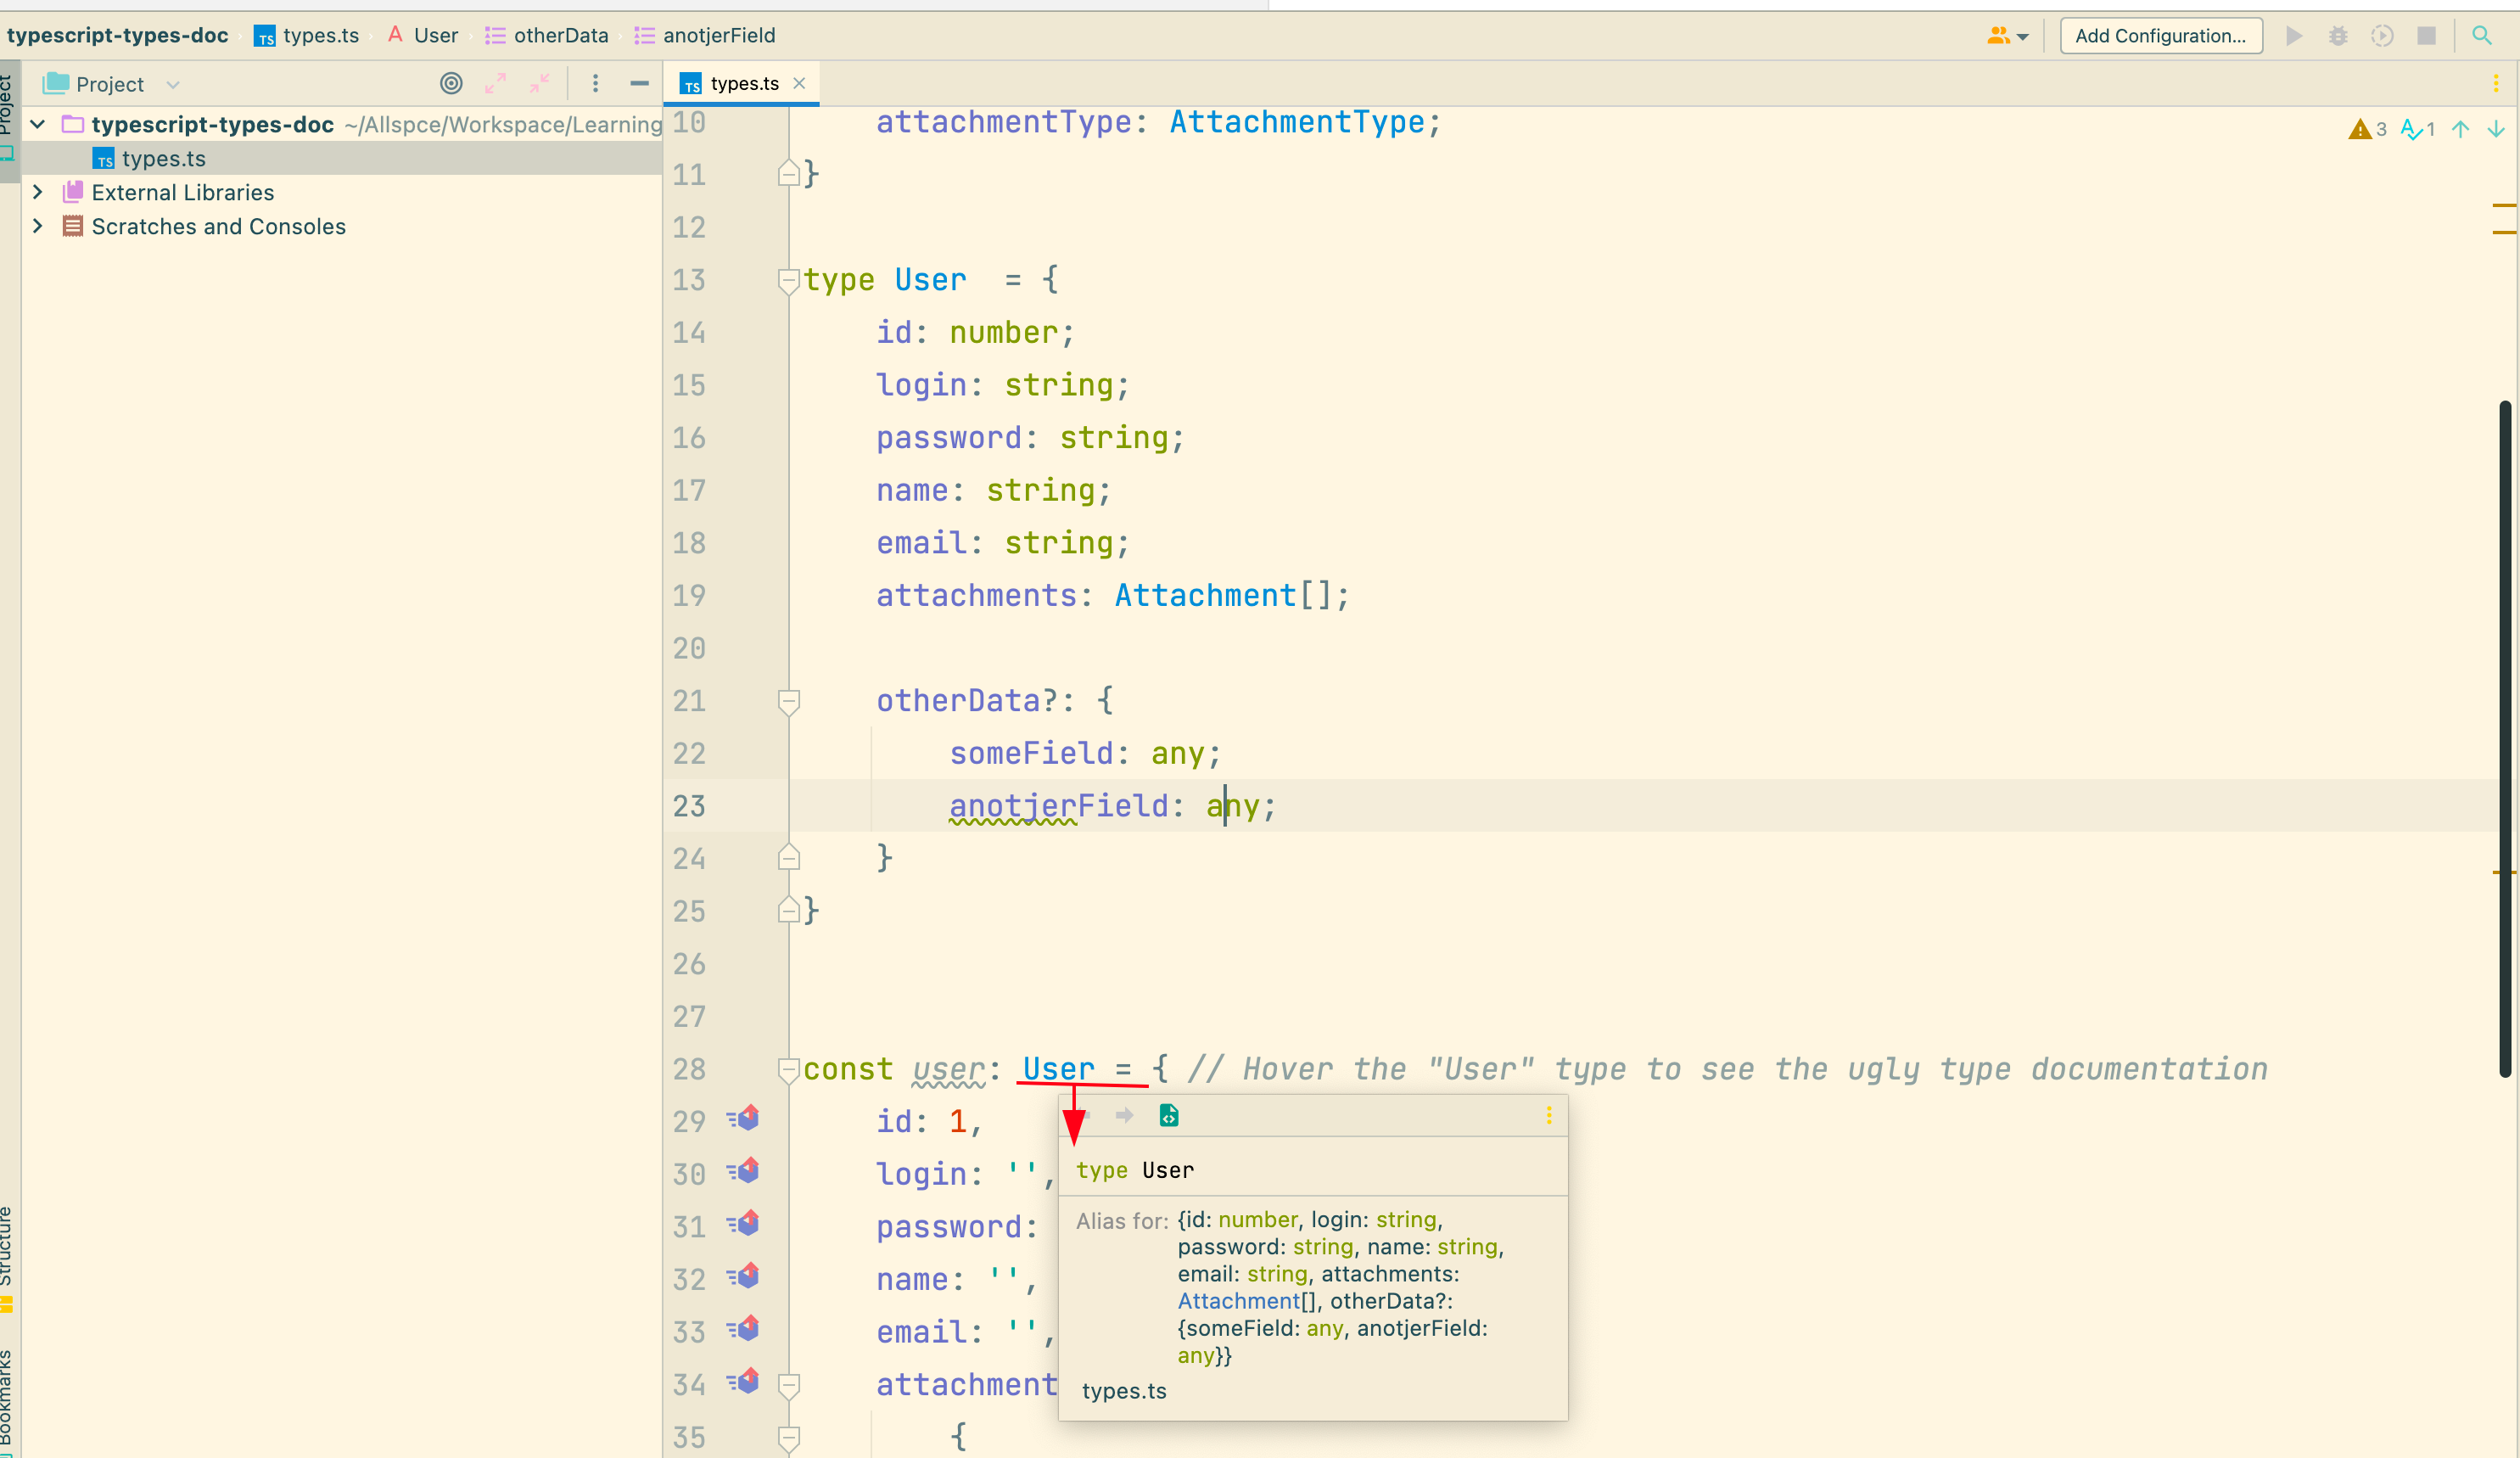 typescript-types-doc types.ts User otherData anotjerField
Add Configuration...
Project
Project
types.ts
typescript-types-doc ~/Allspce/Workspace/Learning
types.ts
External Libraries
Scratches and Consoles
Structure
Bookmarks
3 1
10 attachmentType: AttachmentType;
11 }
12
13 type User  = {
14 id: number;
15 login: string;
16 password: string;
17 name: string;
18 email: string;
19 attachments: Attachment[];
20
21 otherData?: {
22 someField: any;
23 anotjerField: any;
24 }
25 }
26
27
28 const user: User = { // Hover the "User" type to see the ugly type documentation
29 id: 1,
30 login: '',
31 password:
32 name: '',
33 email: '',
34 attachment
35 {
type User
Alias for: {id: number, login: string,
password: string, name: string,
email: string, attachments:
Attachment[], otherData?:
{someField: any, anotjerField:
any}}
types.ts